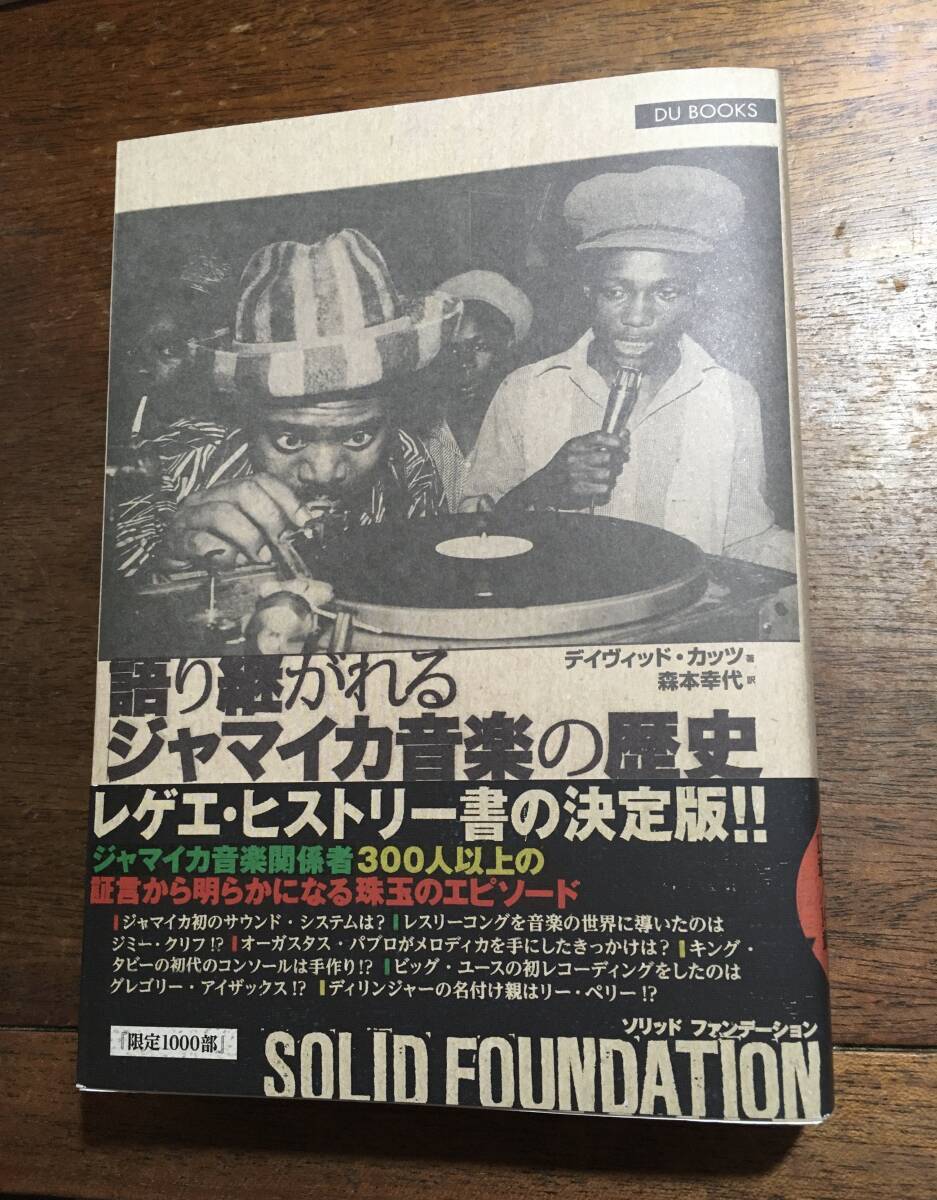 DU BOOKS
デイヴィッド・カッツ 著
森本幸代 訳
語り継がれる
ジャマイカ音楽の歴史
レゲエ・ヒストリー書の決定版!!
ジャマイカ音楽関係者300人以上の
証言から明らかになる珠玉のエピソード
ジャマイカ初のサウンド・システムは? レスリーコングを音楽の世界に導いたのは
ジミー・クリフ!? オーガスタス・パブロがメロディカを手にしたきっかけは? キング・
タビーの初代のコンソールは手作り!? ビッグ・ユースの初レコーディングをしたのは
グレゴリー・アイザックス!? ディリンジャーの名付け親はリー・ペリー!?
『限定1000部』
ソリッド ファンデーション
SOLID FOUNDATION